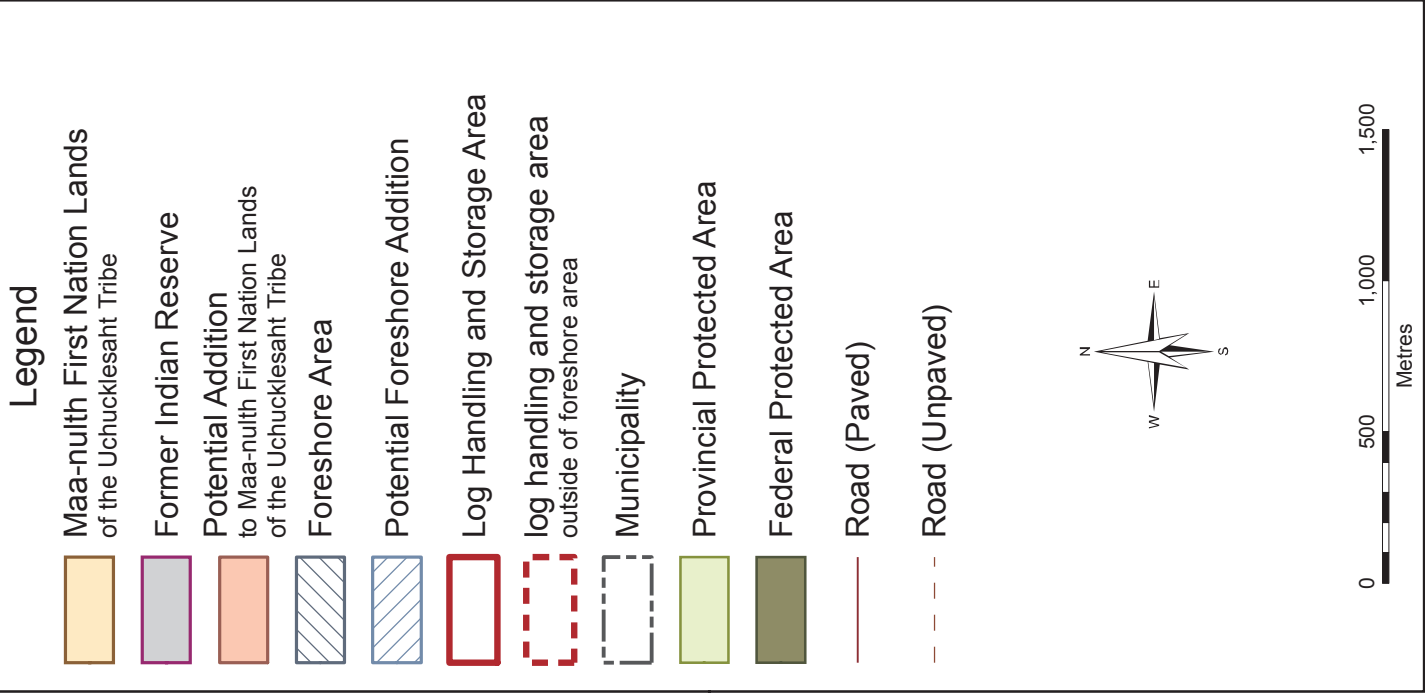 Legend
Maa-nulth First Nation Lands
of the Uchucklesaht Tribe
Former Indian Reserve
Potential Addition
to Maa-nulth First Nation Lands
of the Uchucklesaht Tribe
Foreshore Area
Potential Foreshore Addition
Log Handling and Storage Area
log handling and storage area
outside of foreshore area
Municipality
Provincial Protected Area
Federal Protected Area
Road (Paved)
Road (Unpaved)
N
W
E
S
0 500 1,000 1,500
Metres